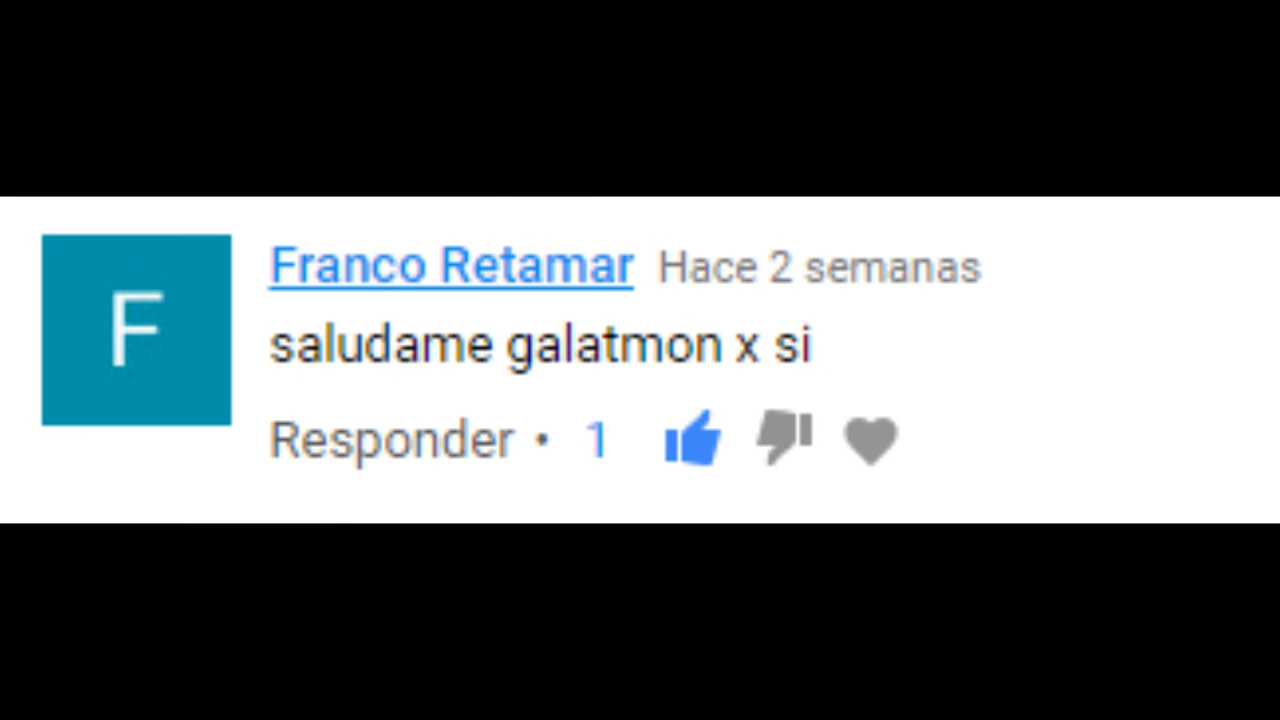 F
Franco Retamar Hace 2 semanas
saludame galatmon x si
Responder • 1